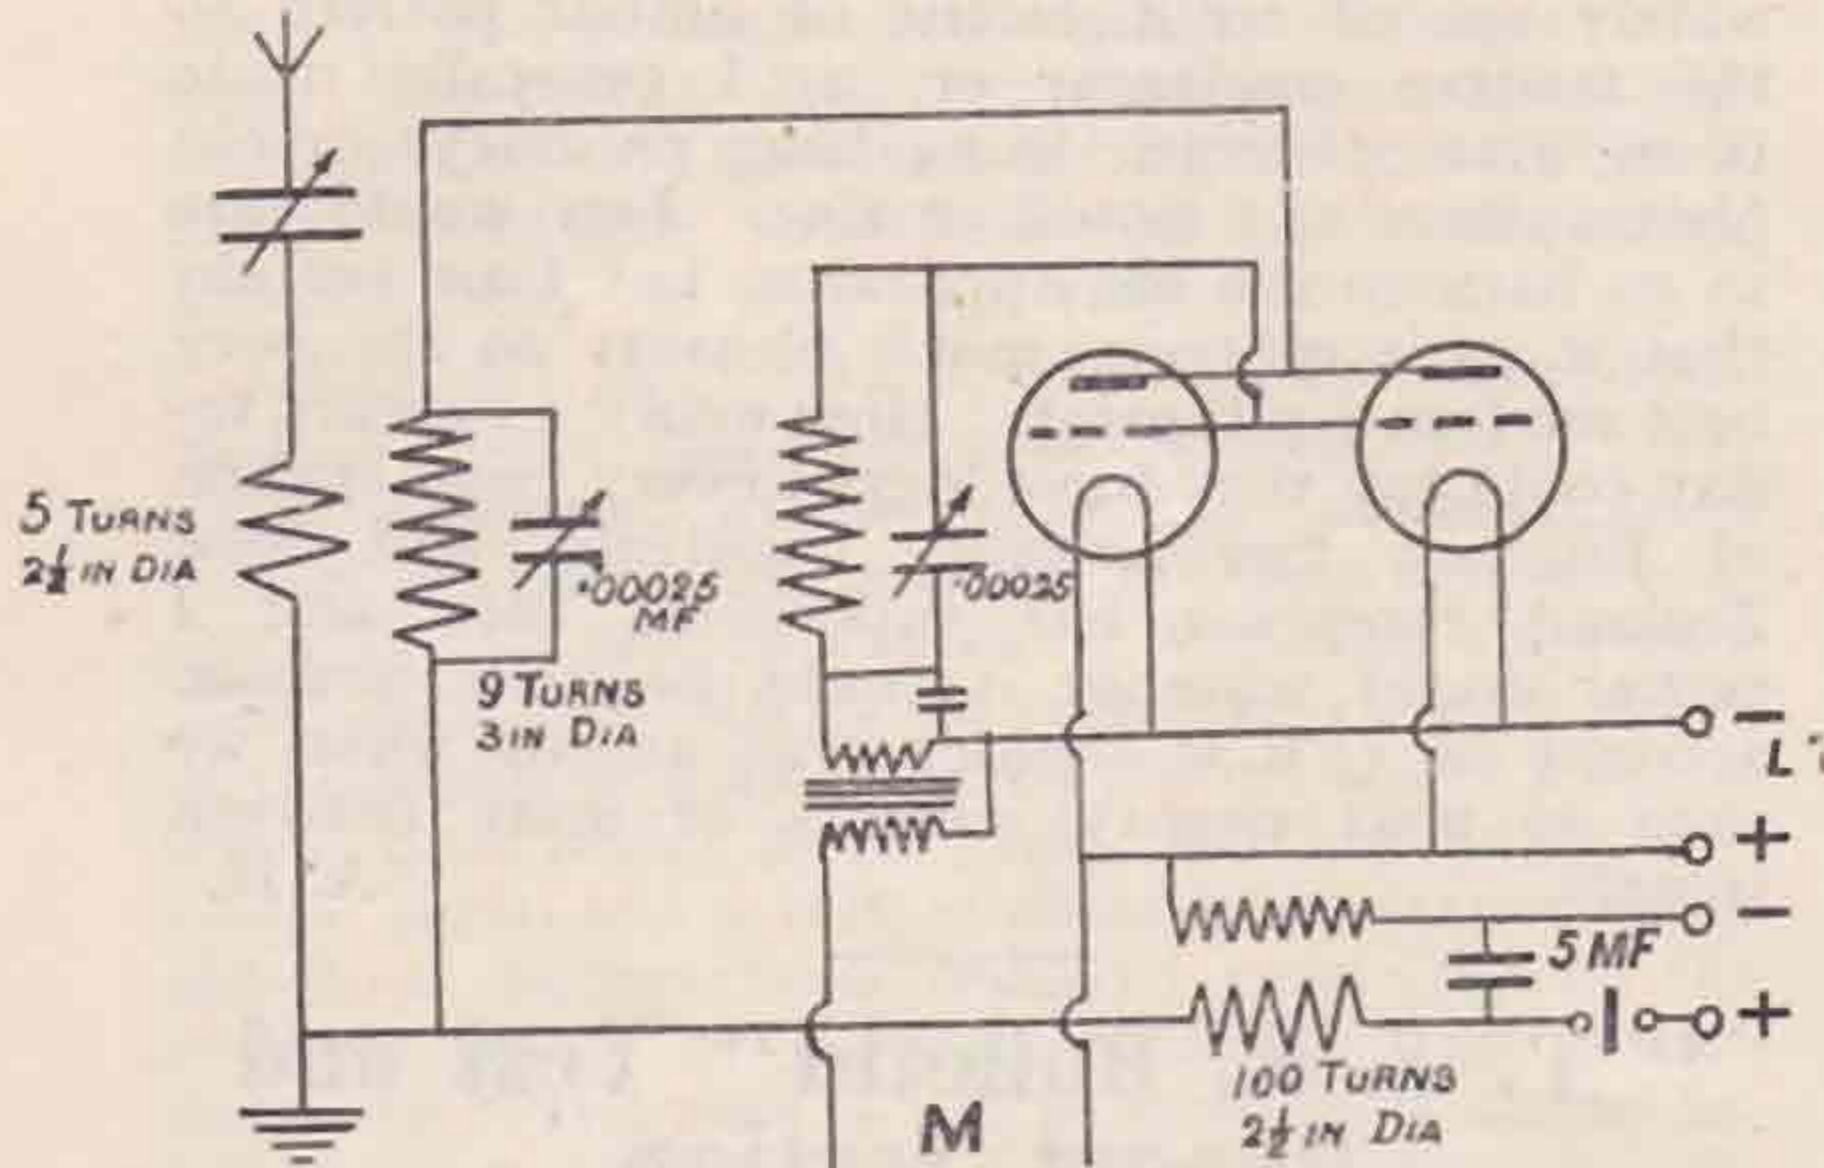 5 TURNS
2½ IN DIA
·00025
MF
9 TURNS
3 IN DIA
·00025
−
L
+
−
5 MF
+
100 TURNS
2½ IN DIA
M